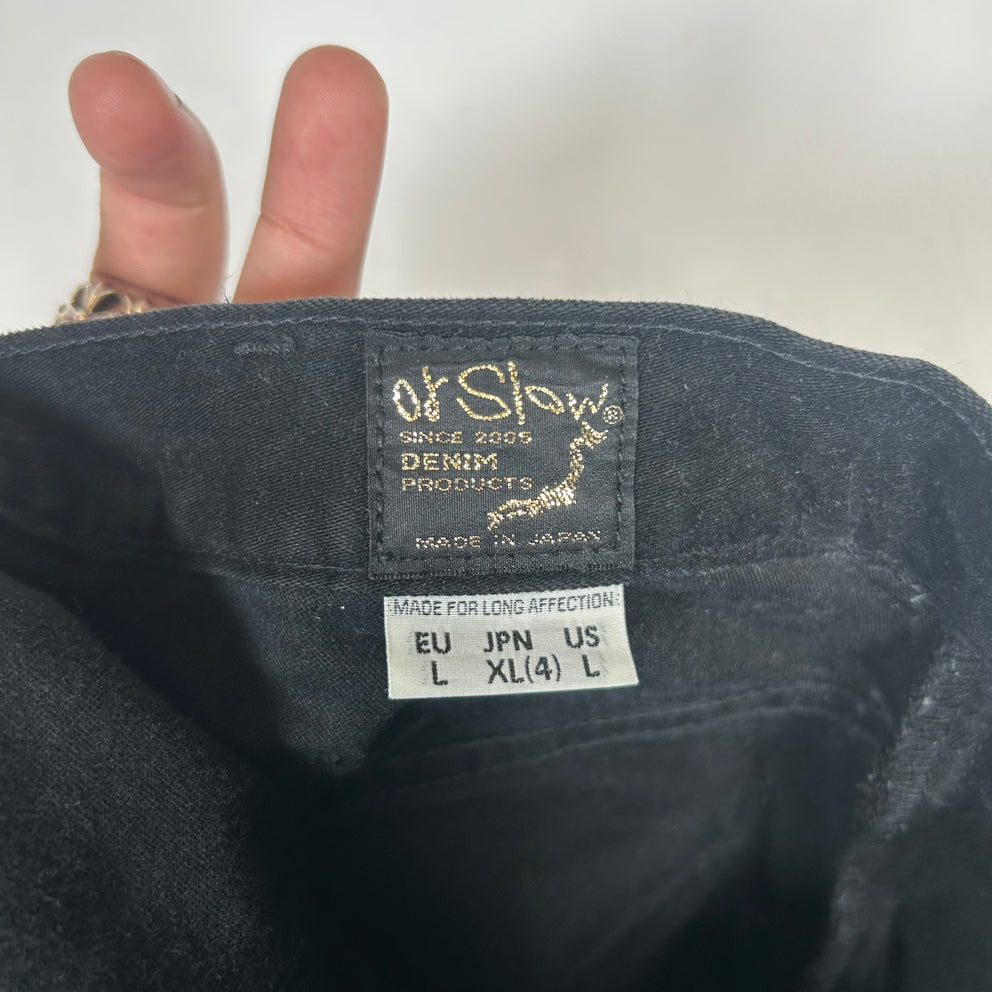 orSlow®
SINCE 2005
DENIM
PRODUCTS
MADE IN JAPAN
MADE FOR LONG AFFECTION
EU JPN US
L XL(4) L